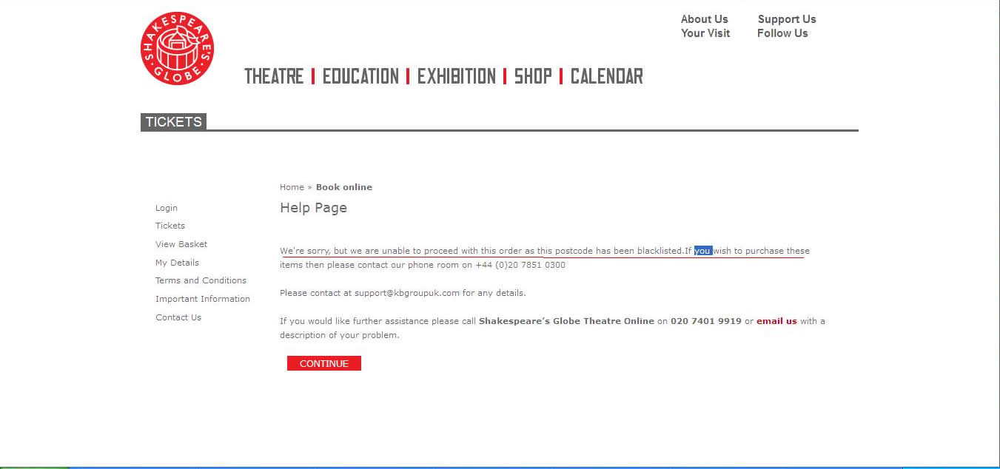 SHAKESPEARE'S GLOBE
About Us
Support Us
Your Visit
Follow Us
THEATRE EDUCATION EXHIBITION SHOP CALENDAR
TICKETS
Home » Book online
Help Page
Login
Tickets
View Basket
My Details
Terms and Conditions
Important Information
Contact Us
We're sorry, but we are unable to proceed with this order as this postcode has been blacklisted.If you wish to purchase these
items then please contact our phone room on +44 (0)20 7851 0300
Please contact at support@kbgroupuk.com for any details.
If you would like further assistance please call Shakespeare’s Globe Theatre Online on 020 7401 9919 or email us with a
description of your problem.
CONTINUE